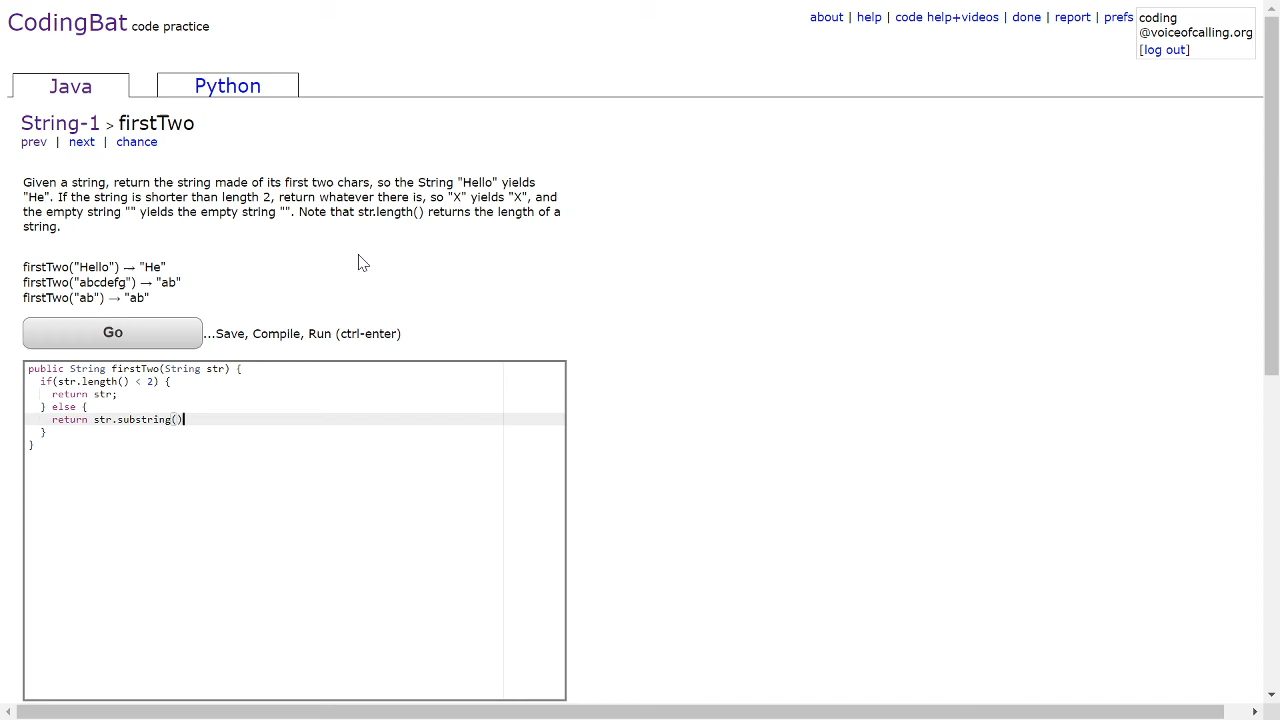 CodingBat code practice
about | help | code help+videos | done | report | prefs
coding
@voiceofcalling.org
[log out]
Java
Python
String-1 > firstTwo
prev | next | chance
Given a string, return the string made of its first two chars, so the String "Hello" yields
"He". If the string is shorter than length 2, return whatever there is, so "X" yields "X", and
the empty string "" yields the empty string "". Note that str.length() returns the length of a
string.
firstTwo("Hello") → "He"
firstTwo("abcdefg") → "ab"
firstTwo("ab") → "ab"
Go
...Save, Compile, Run (ctrl-enter)
public String firstTwo(String str) {
if(str.length() < 2) {
return str;
} else {
return str.substring()
}
}